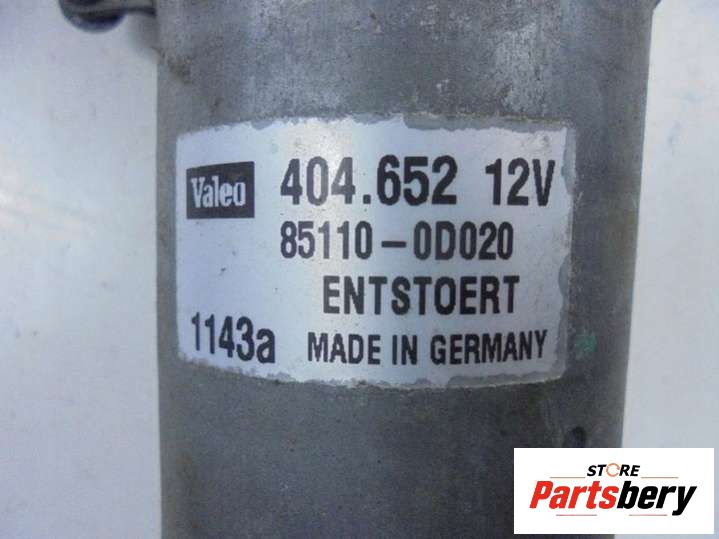 Valeo 404.652 12V
85110-0D020
ENTSTOERT
1143a MADE IN GERMANY
STORE
Partsbery